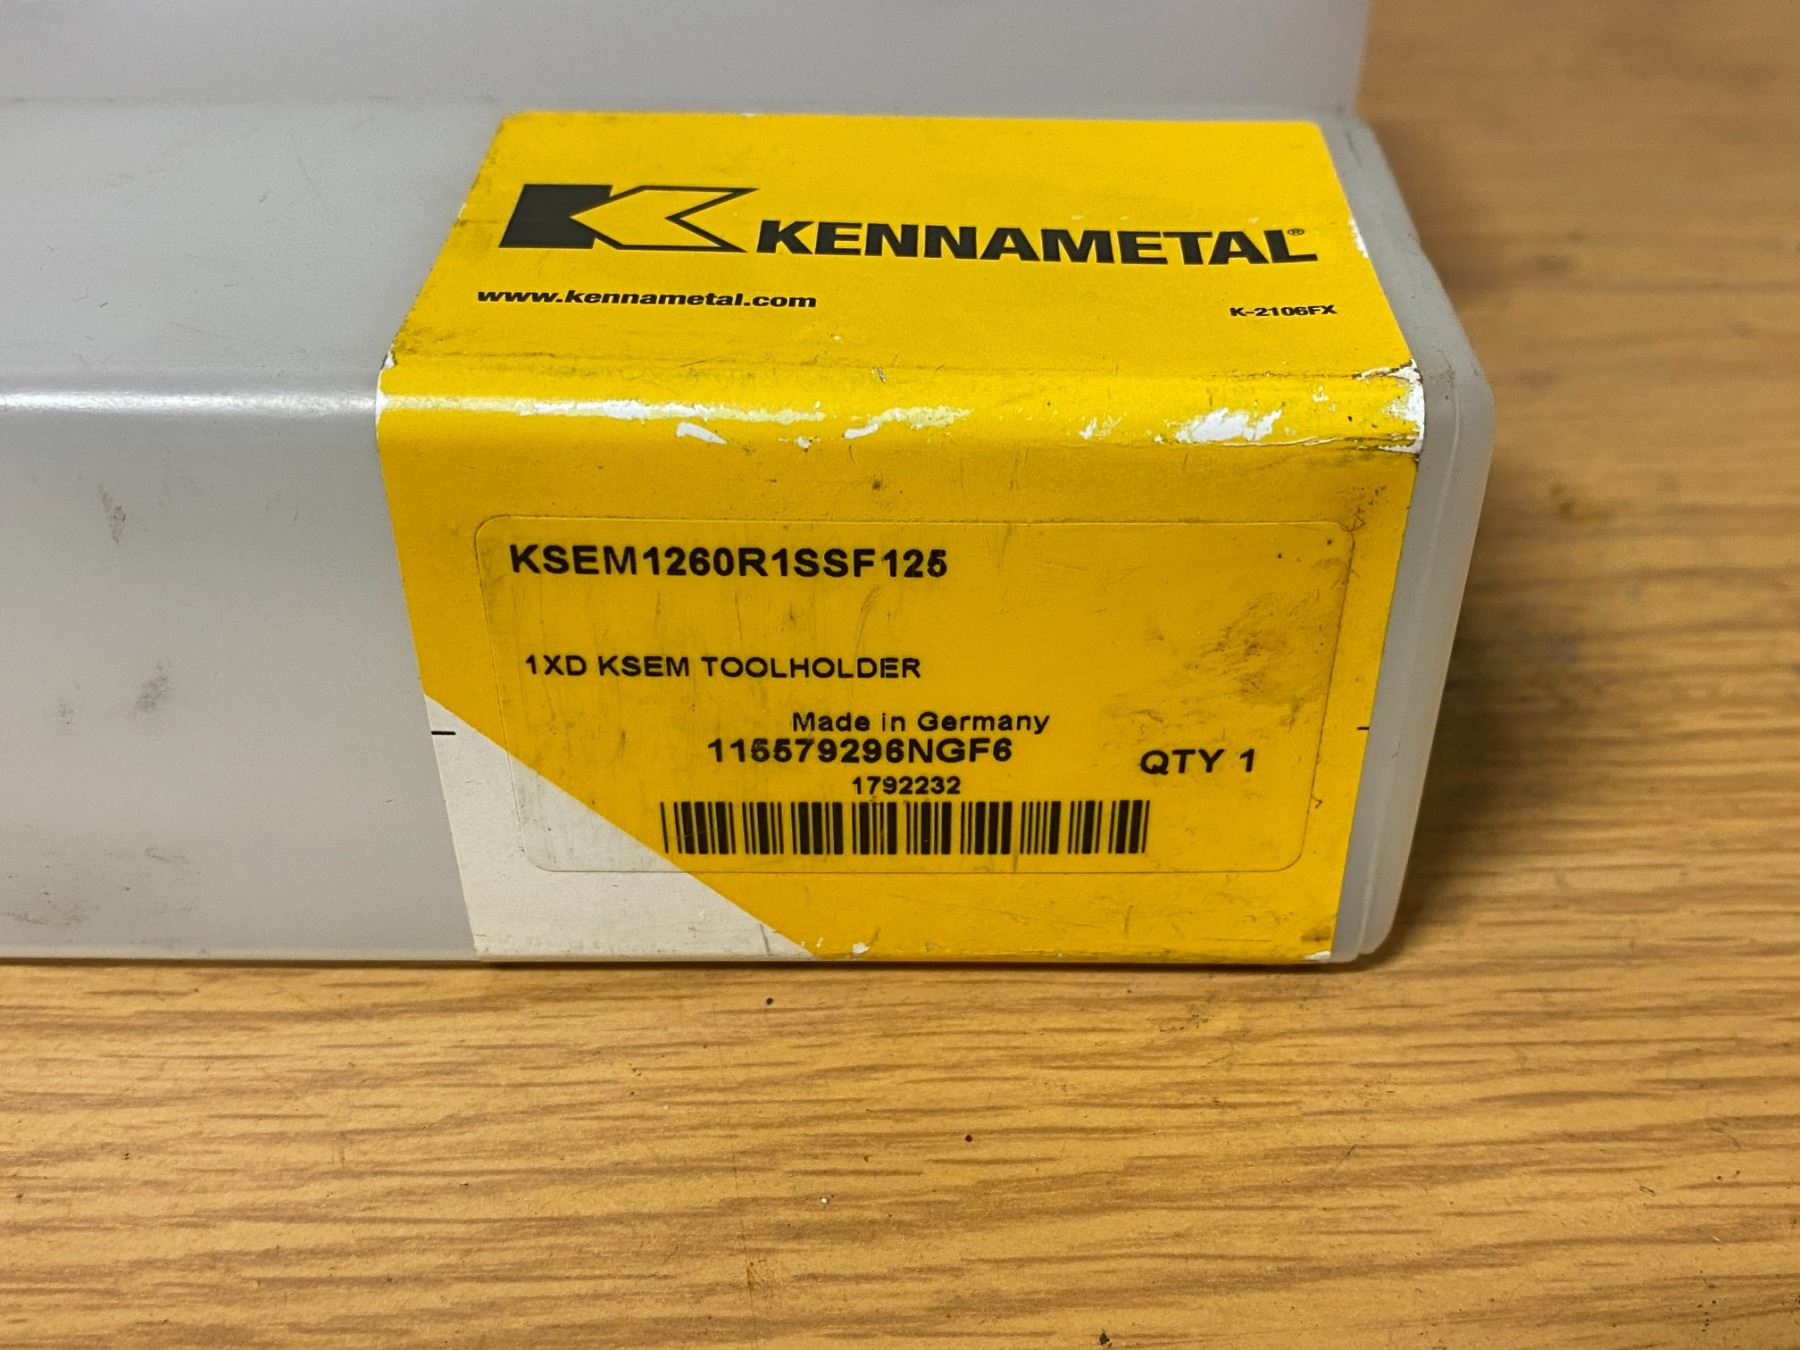 KENNAMETAL®
www.kennametal.com
K-2106FX
KSEM1260R1SSF125
1XD KSEM TOOLHOLDER
Made in Germany
115579296NGF6
QTY 1
1792232